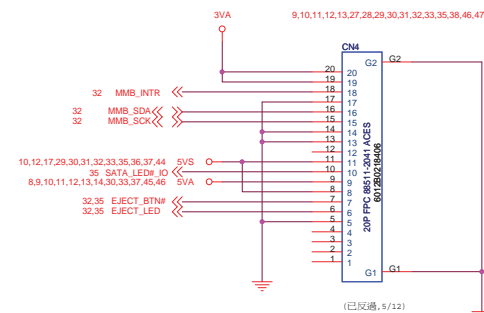 3VA 9,10,11,12,13,27,28,29,30,31,32,33,35,38,46,47
CN4
G2 G2
20 20
19 19
32 MMB_INTR 18 18
17 17
32 MMB_SDA 16 16
32 MMB_SCK 15 15
14 14
13 13
12 12
10,12,17,29,30,31,32,33,35,36,37,44 5VS 11 11
35 SATA_LED#_IO 10 10
8,9,10,11,12,13,14,30,33,37,45,46 5VA 9 9
8 8
32,35 EJECT_BTN# 7 7
32,35 EJECT_LED 6 6
5 5
4 4
3 3
2 2
1 1
G1 G1
20P FPC 88511-2041 ACES
6012B0218406
(已反過,5/12)